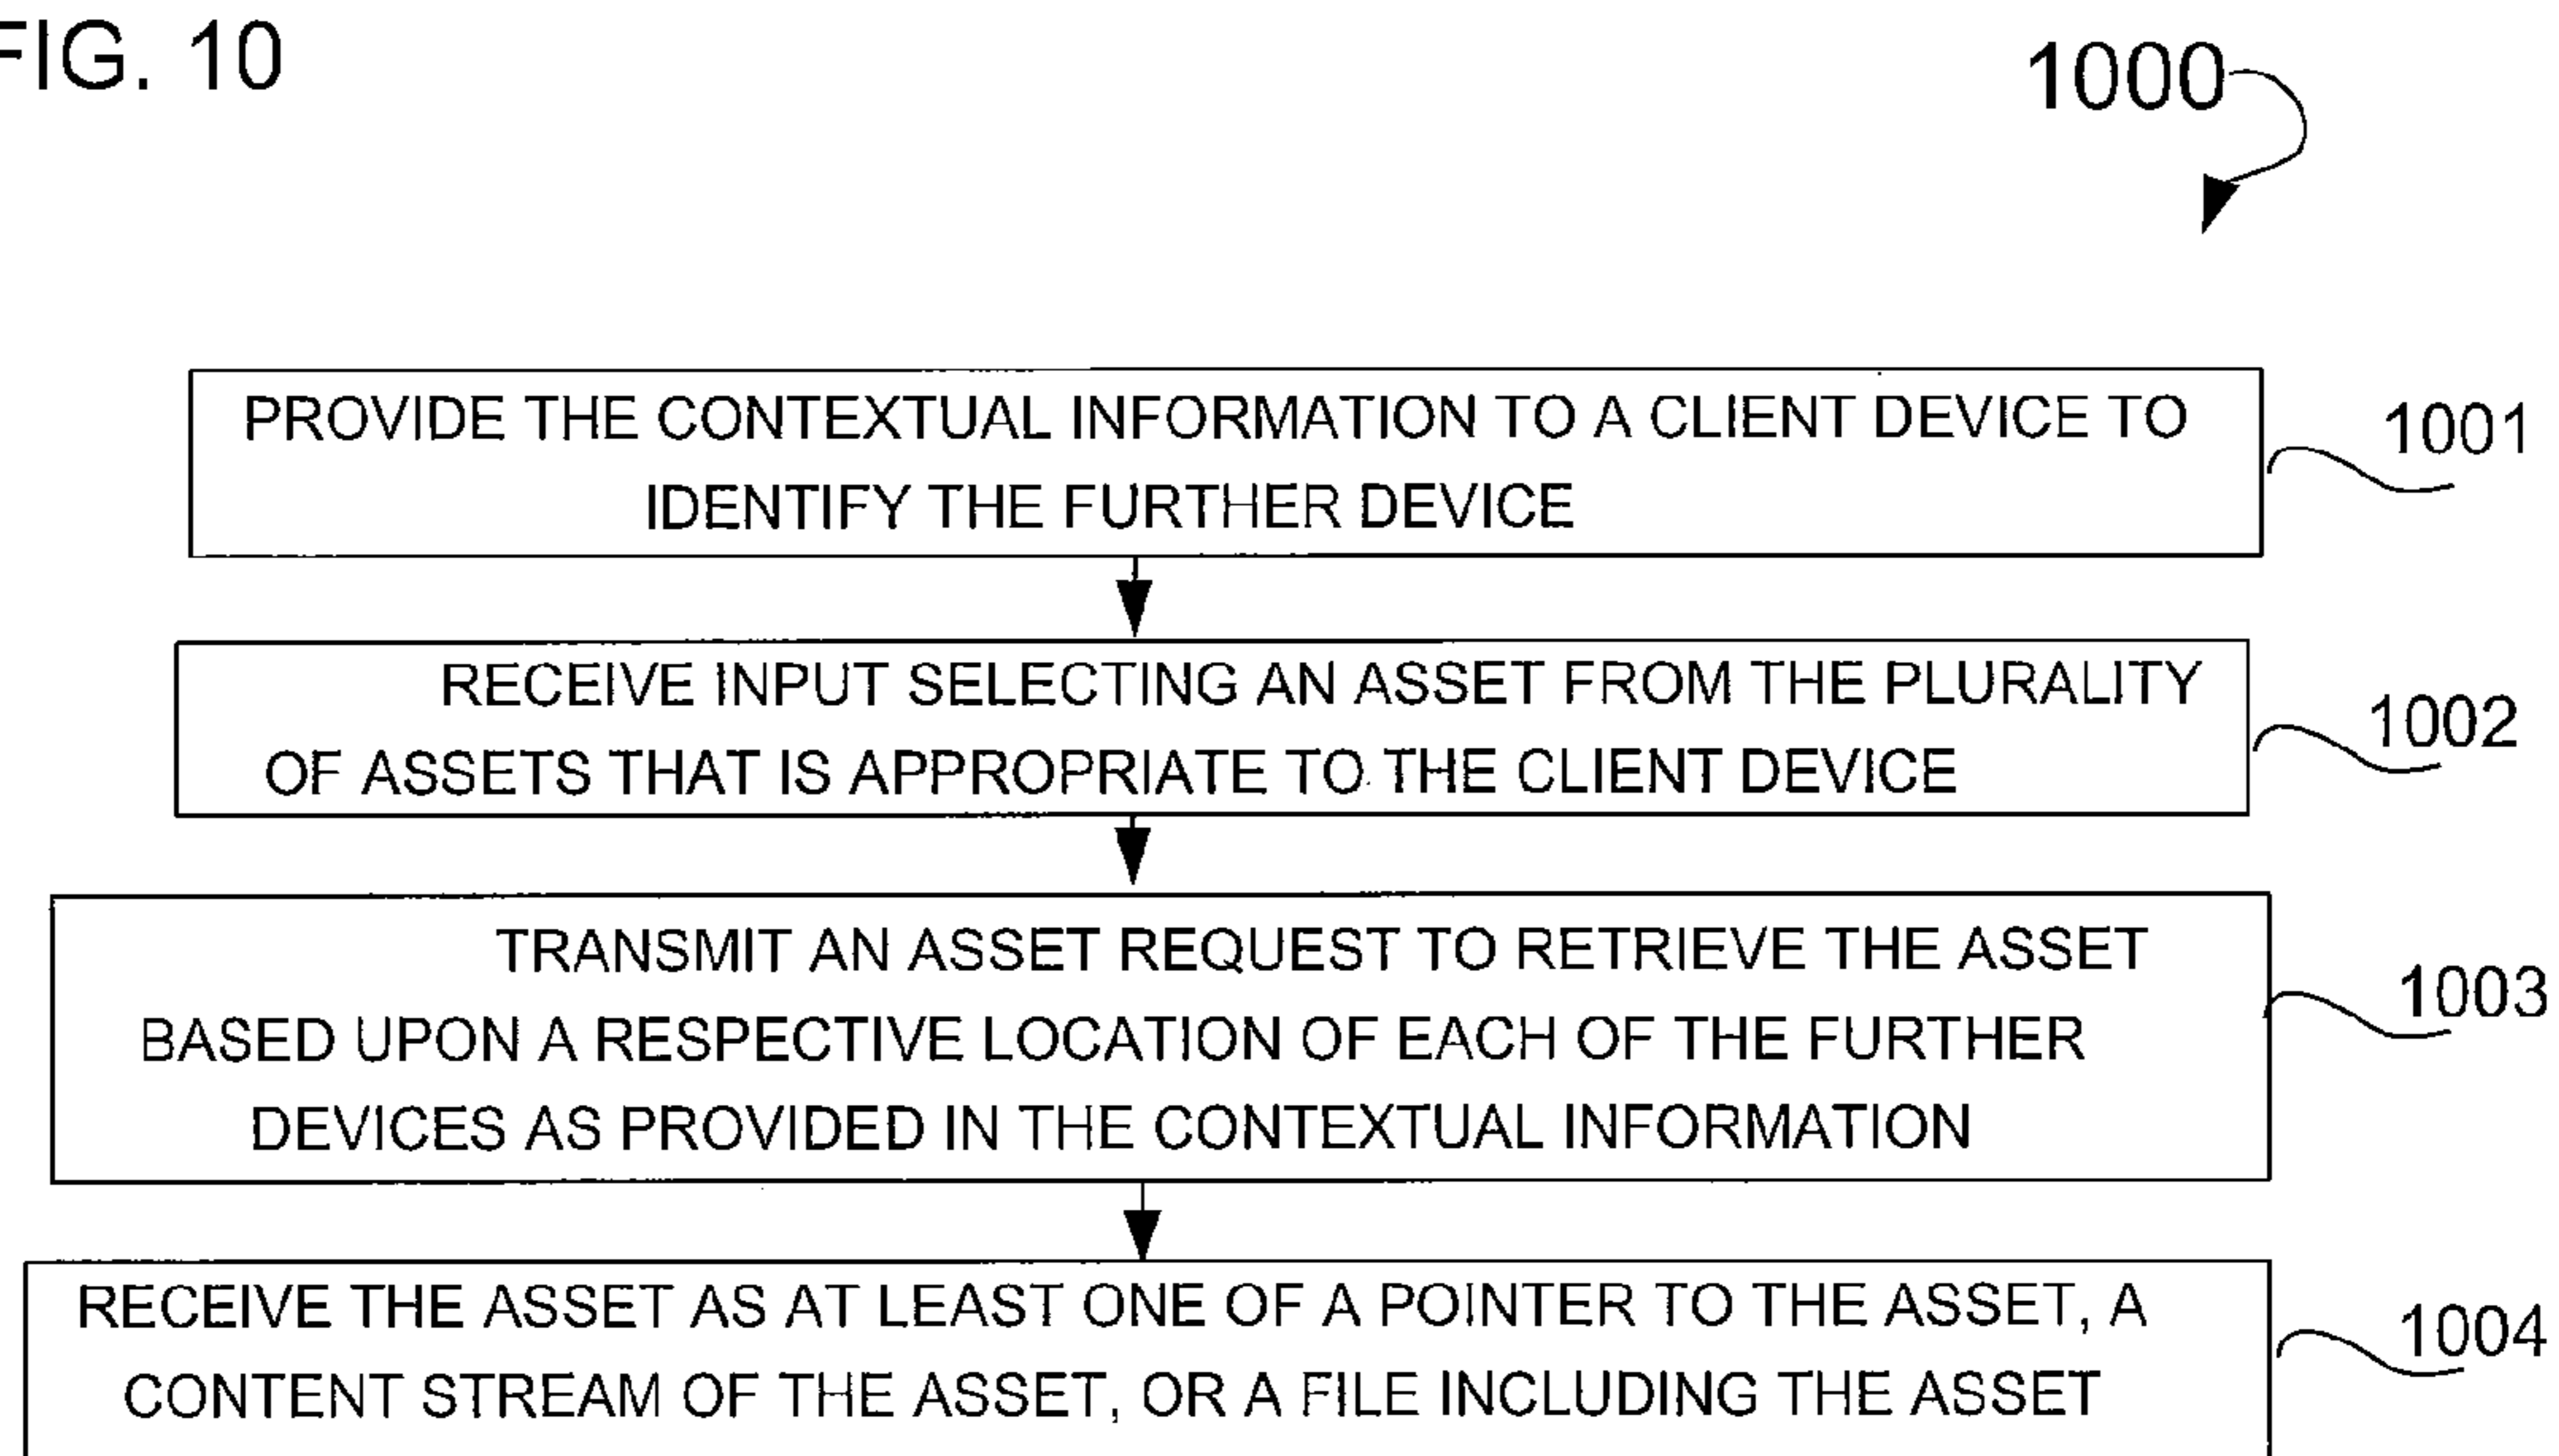 FIG. 10
1000
PROVIDE THE CONTEXTUAL INFORMATION TO A CLIENT DEVICE TO
IDENTIFY THE FURTHER DEVICE
1001
RECEIVE INPUT SELECTING AN ASSET FROM THE PLURALITY
OF ASSETS THAT IS APPROPRIATE TO THE CLIENT DEVICE
1002
TRANSMIT AN ASSET REQUEST TO RETRIEVE THE ASSET
BASED UPON A RESPECTIVE LOCATION OF EACH OF THE FURTHER
DEVICES AS PROVIDED IN THE CONTEXTUAL INFORMATION
1003
RECEIVE THE ASSET AS AT LEAST ONE OF A POINTER TO THE ASSET, A
CONTENT STREAM OF THE ASSET, OR A FILE INCLUDING THE ASSET
1004